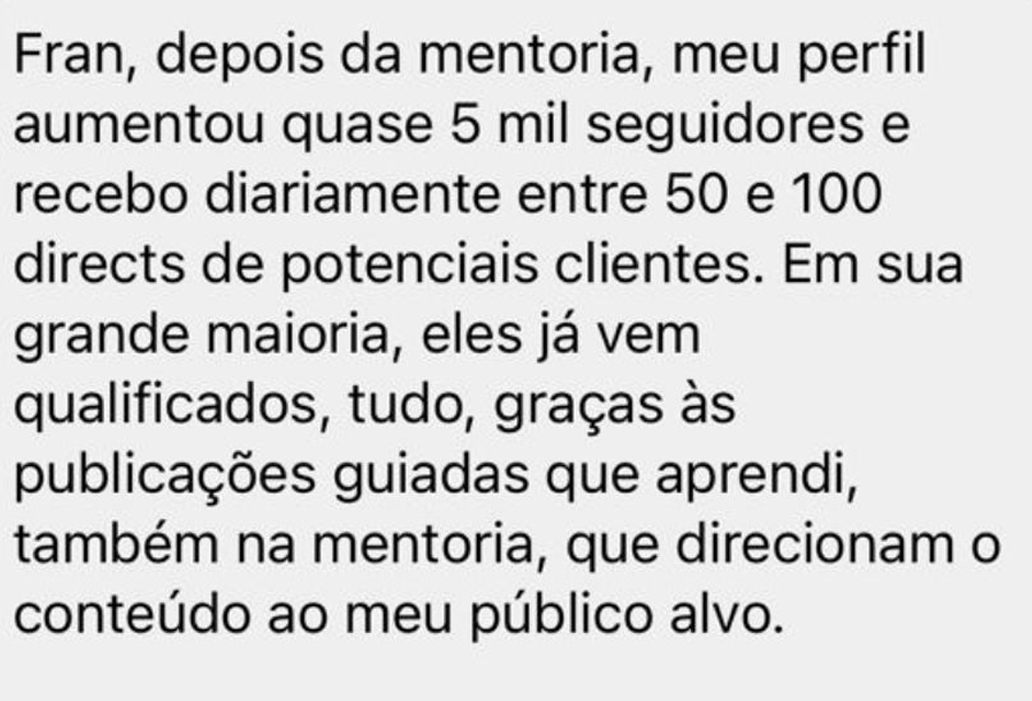 Fran, depois da mentoria, meu perfil
aumentou quase 5 mil seguidores e
recebo diariamente entre 50 e 100
directs de potenciais clientes. Em sua
grande maioria, eles já vem
qualificados, tudo, graças às
publicações guiadas que aprendi,
também na mentoria, que direcionam o
conteúdo ao meu público alvo.